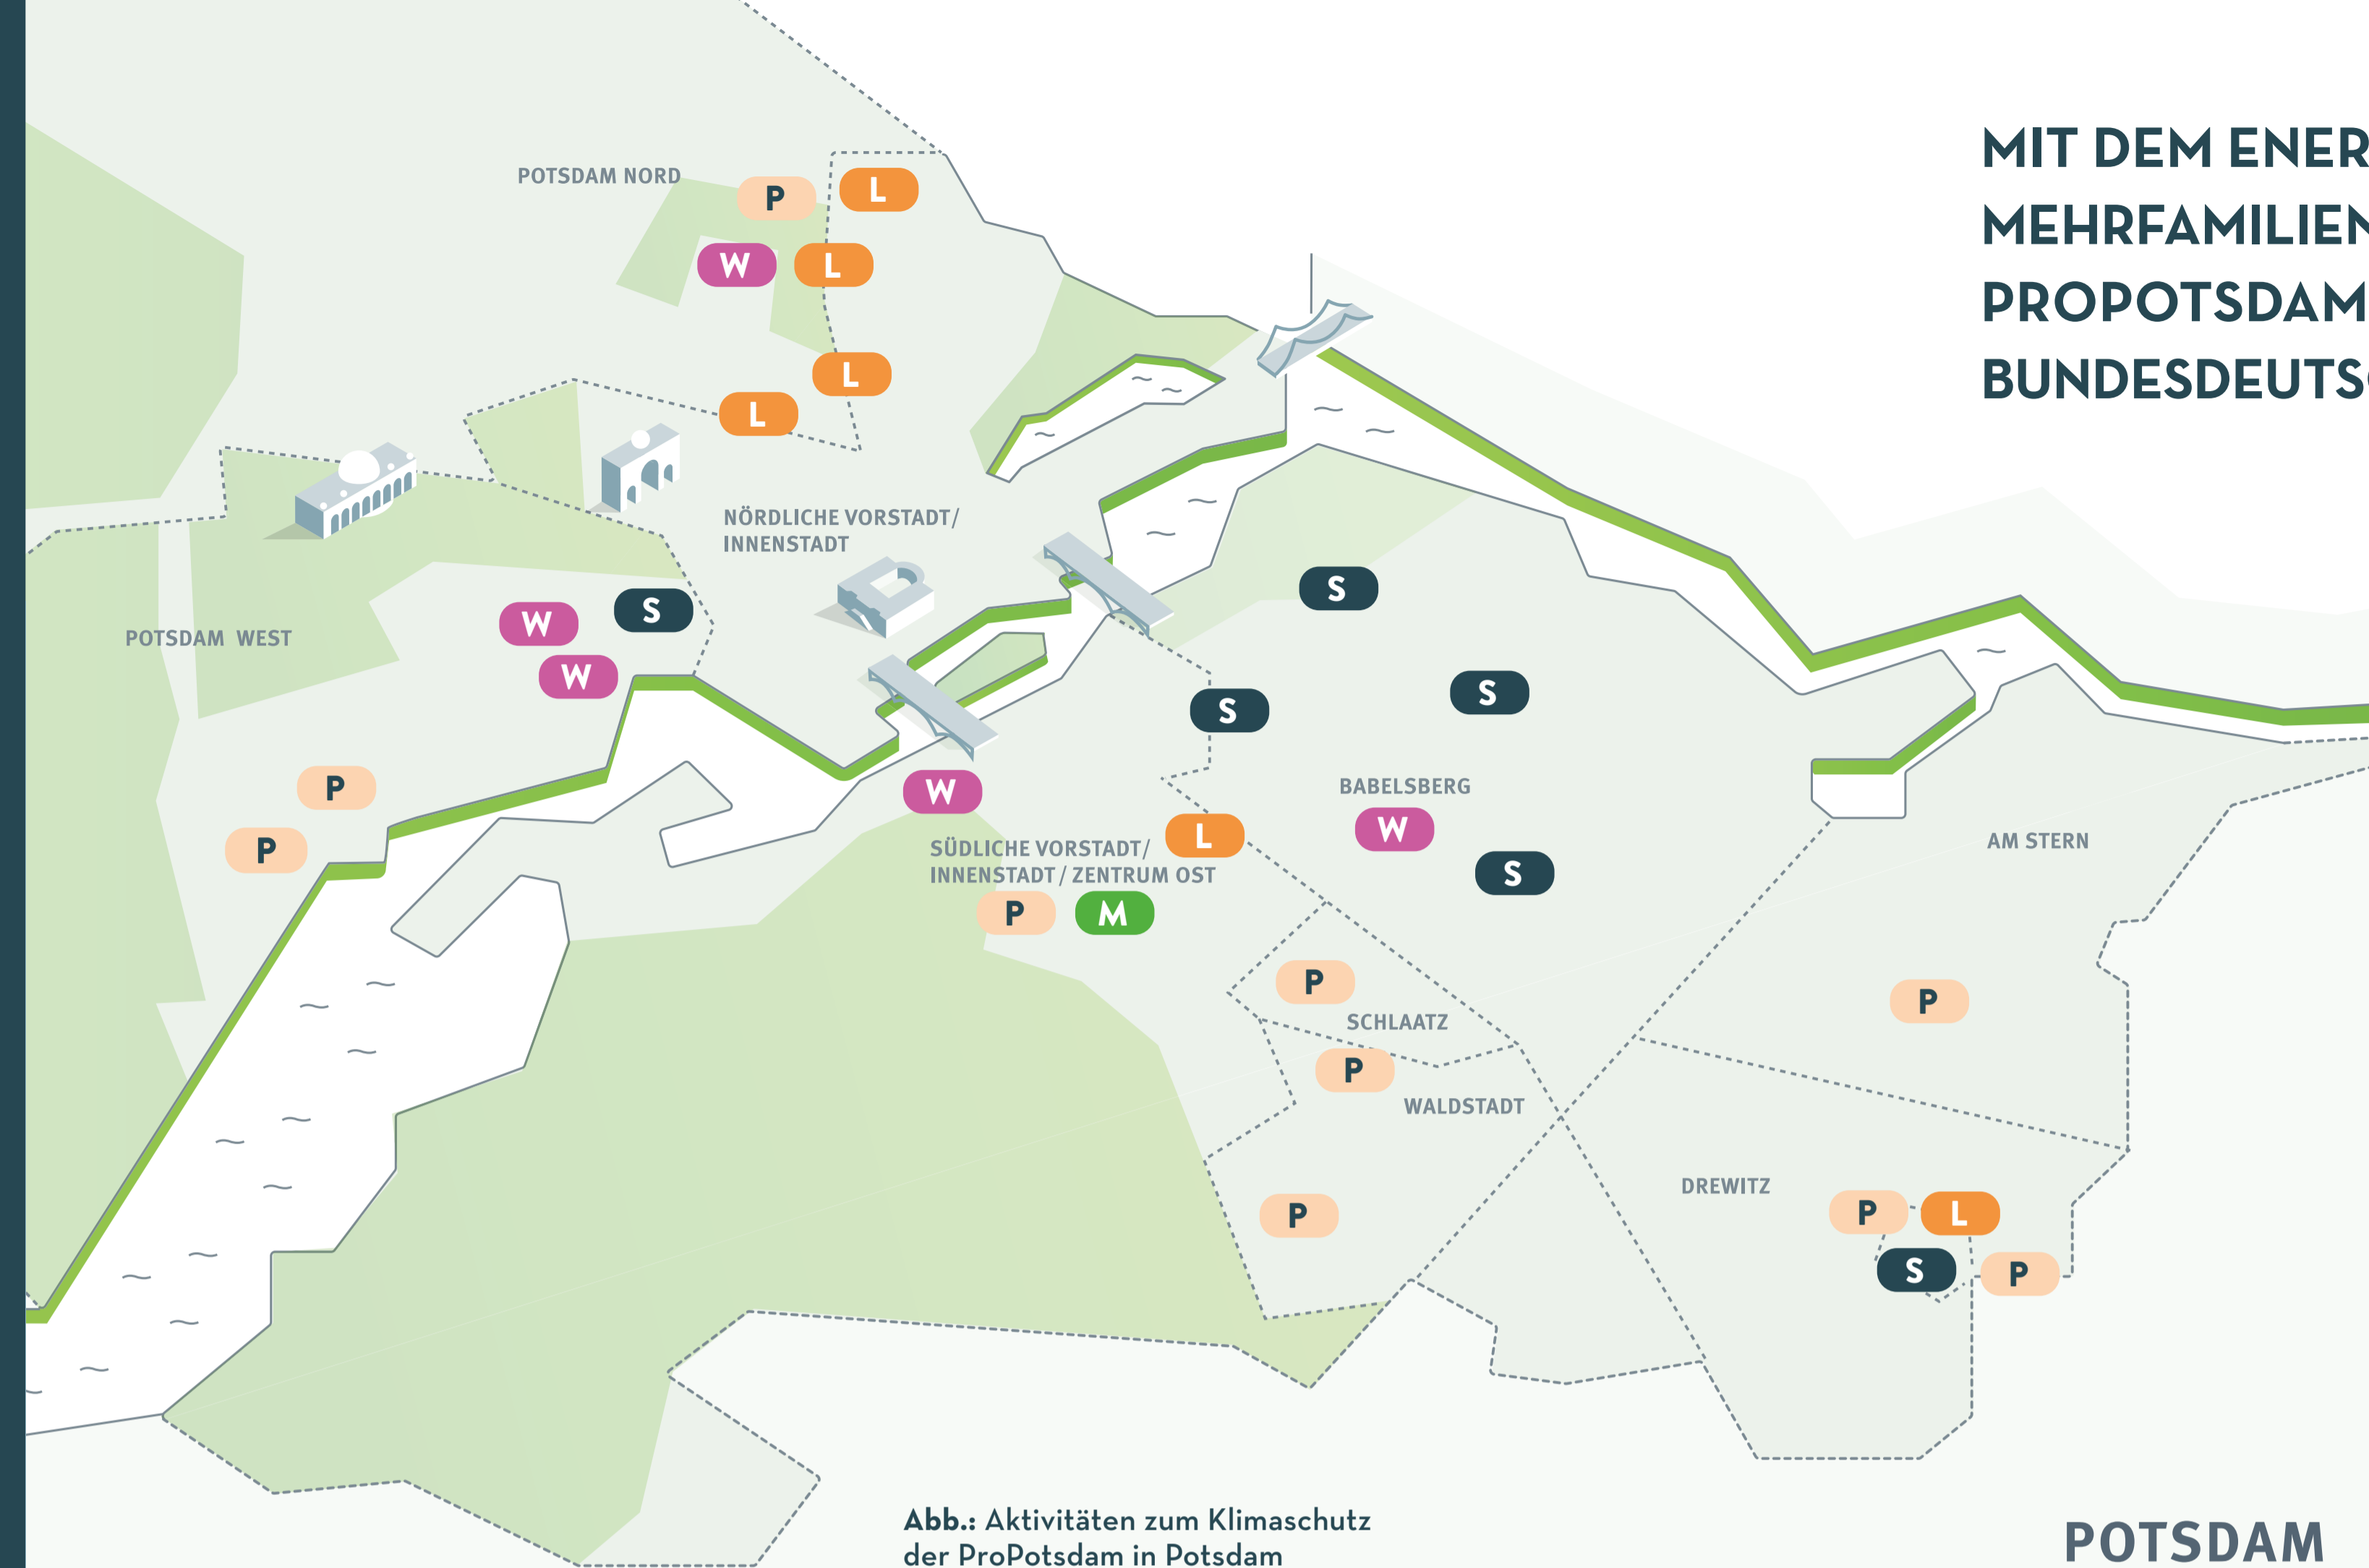 MIT DEM ENER
MEHRFAMILIEN
PROPOTSDAM
BUNDESDEUTS
POTSDAM NORD
P
L
W
L
L
L
NÖRDLICHE VORSTADT/
INNENSTADT
POTSDAM WEST
W
S
W
P
P
S
S
S
W
BABELSBERG
W
L
S
SÜDLICHE VORSTADT/
INNENSTADT/ ZENTRUM OST
P
M
AM STERN
P
P
SCHLAATZ
P
WALDSTADT
P
DREWITZ
P
L
S
P
Abb.: Aktivitäten zum Klimaschutz
der ProPotsdam in Potsdam
POTSDAM